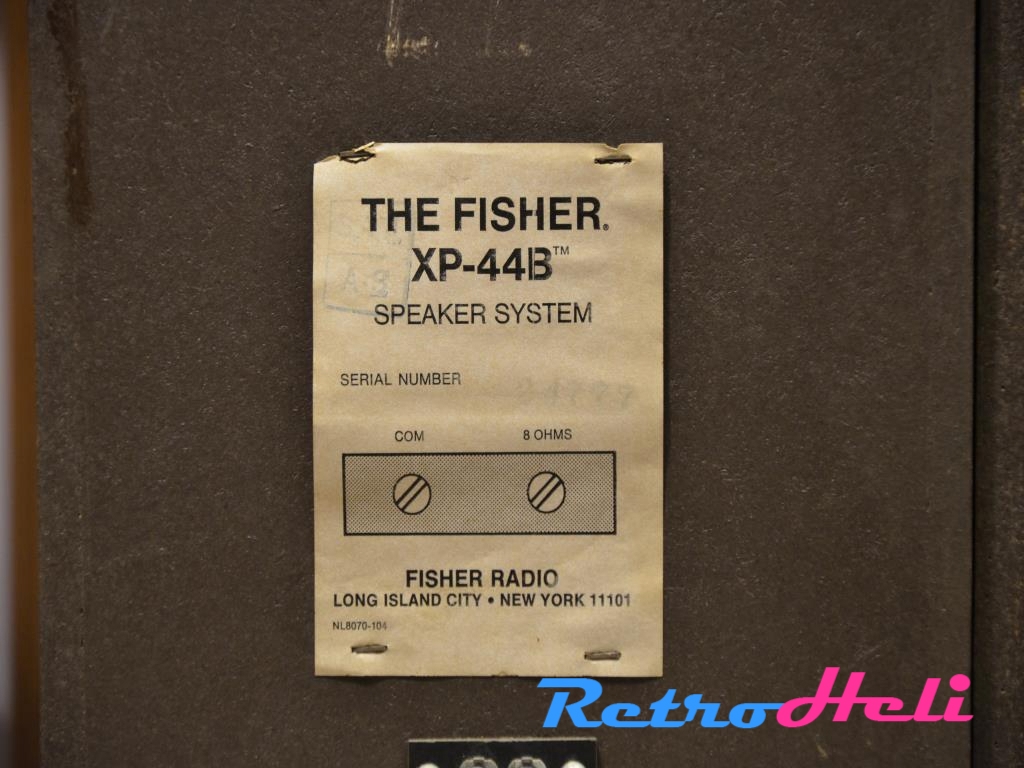 THE FISHER®
XP-44B™
SPEAKER SYSTEM
SERIAL NUMBER
COM 8 OHMS
FISHER RADIO
LONG ISLAND CITY • NEW YORK 11101
NL8070-104
RetroHeli